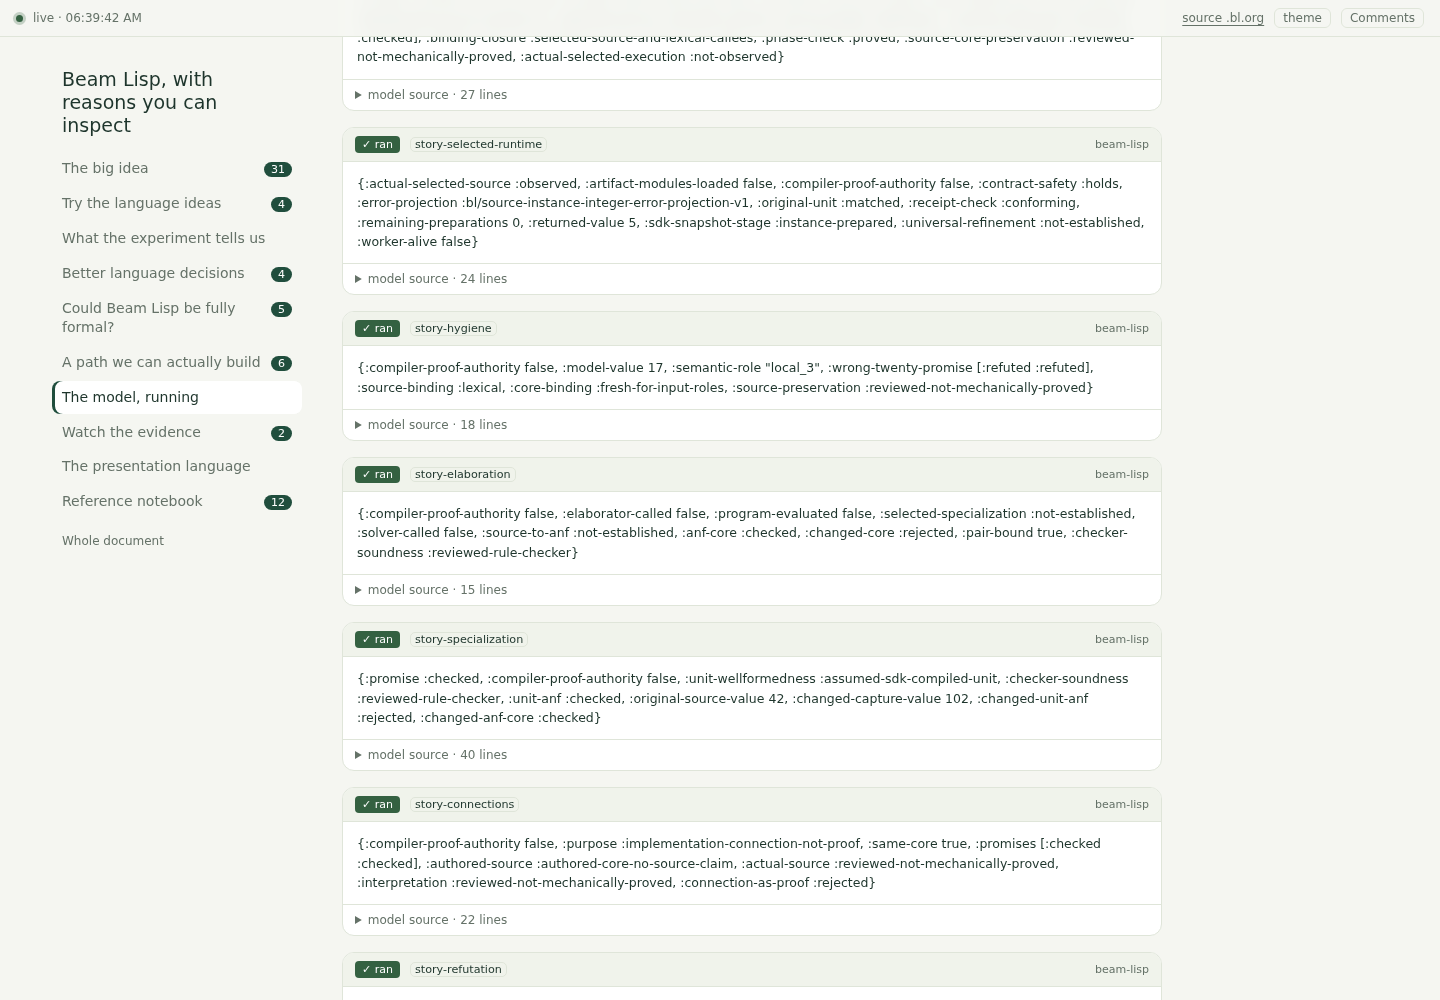 live · 06:39:42 AM
source .bl.org
theme
Comments
Beam Lisp, with
reasons you can
inspect
The big idea 31
Try the language ideas 4
What the experiment tells us
Better language decisions 4
Could Beam Lisp be fully
formal? 5
A path we can actually build 6
The model, running
Watch the evidence 2
The presentation language
Reference notebook 12
Whole document
:checked], :binding-closure :selected-source-and-lexical-callees, :phase-check :proved, :source-core-preservation :reviewed-
not-mechanically-proved, :actual-selected-execution :not-observed}
▶ model source · 27 lines
✓ ran story-selected-runtime beam-lisp
{:actual-selected-source :observed, :artifact-modules-loaded false, :compiler-proof-authority false, :contract-safety :holds,
:error-projection :bl/source-instance-integer-error-projection-v1, :original-unit :matched, :receipt-check :conforming,
:remaining-preparations 0, :returned-value 5, :sdk-snapshot-stage :instance-prepared, :universal-refinement :not-established,
:worker-alive false}
▶ model source · 24 lines
✓ ran story-hygiene beam-lisp
{:compiler-proof-authority false, :model-value 17, :semantic-role "local_3", :wrong-twenty-promise [:refuted :refuted],
:source-binding :lexical, :core-binding :fresh-for-input-roles, :source-preservation :reviewed-not-mechanically-proved}
▶ model source · 18 lines
✓ ran story-elaboration beam-lisp
{:compiler-proof-authority false, :elaborator-called false, :program-evaluated false, :selected-specialization :not-established,
:solver-called false, :source-to-anf :not-established, :anf-core :checked, :changed-core :rejected, :pair-bound true, :checker-
soundness :reviewed-rule-checker}
▶ model source · 15 lines
✓ ran story-specialization beam-lisp
{:promise :checked, :compiler-proof-authority false, :unit-wellformedness :assumed-sdk-compiled-unit, :checker-soundness
:reviewed-rule-checker, :unit-anf :checked, :original-source-value 42, :changed-capture-value 102, :changed-unit-anf
:rejected, :changed-anf-core :checked}
▶ model source · 40 lines
✓ ran story-connections beam-lisp
{:compiler-proof-authority false, :purpose :implementation-connection-not-proof, :same-core true, :promises [:checked
:checked], :authored-source :authored-core-no-source-claim, :actual-source :reviewed-not-mechanically-proved,
:interpretation :reviewed-not-mechanically-proved, :connection-as-proof :rejected}
▶ model source · 22 lines
✓ ran story-refutation beam-lisp